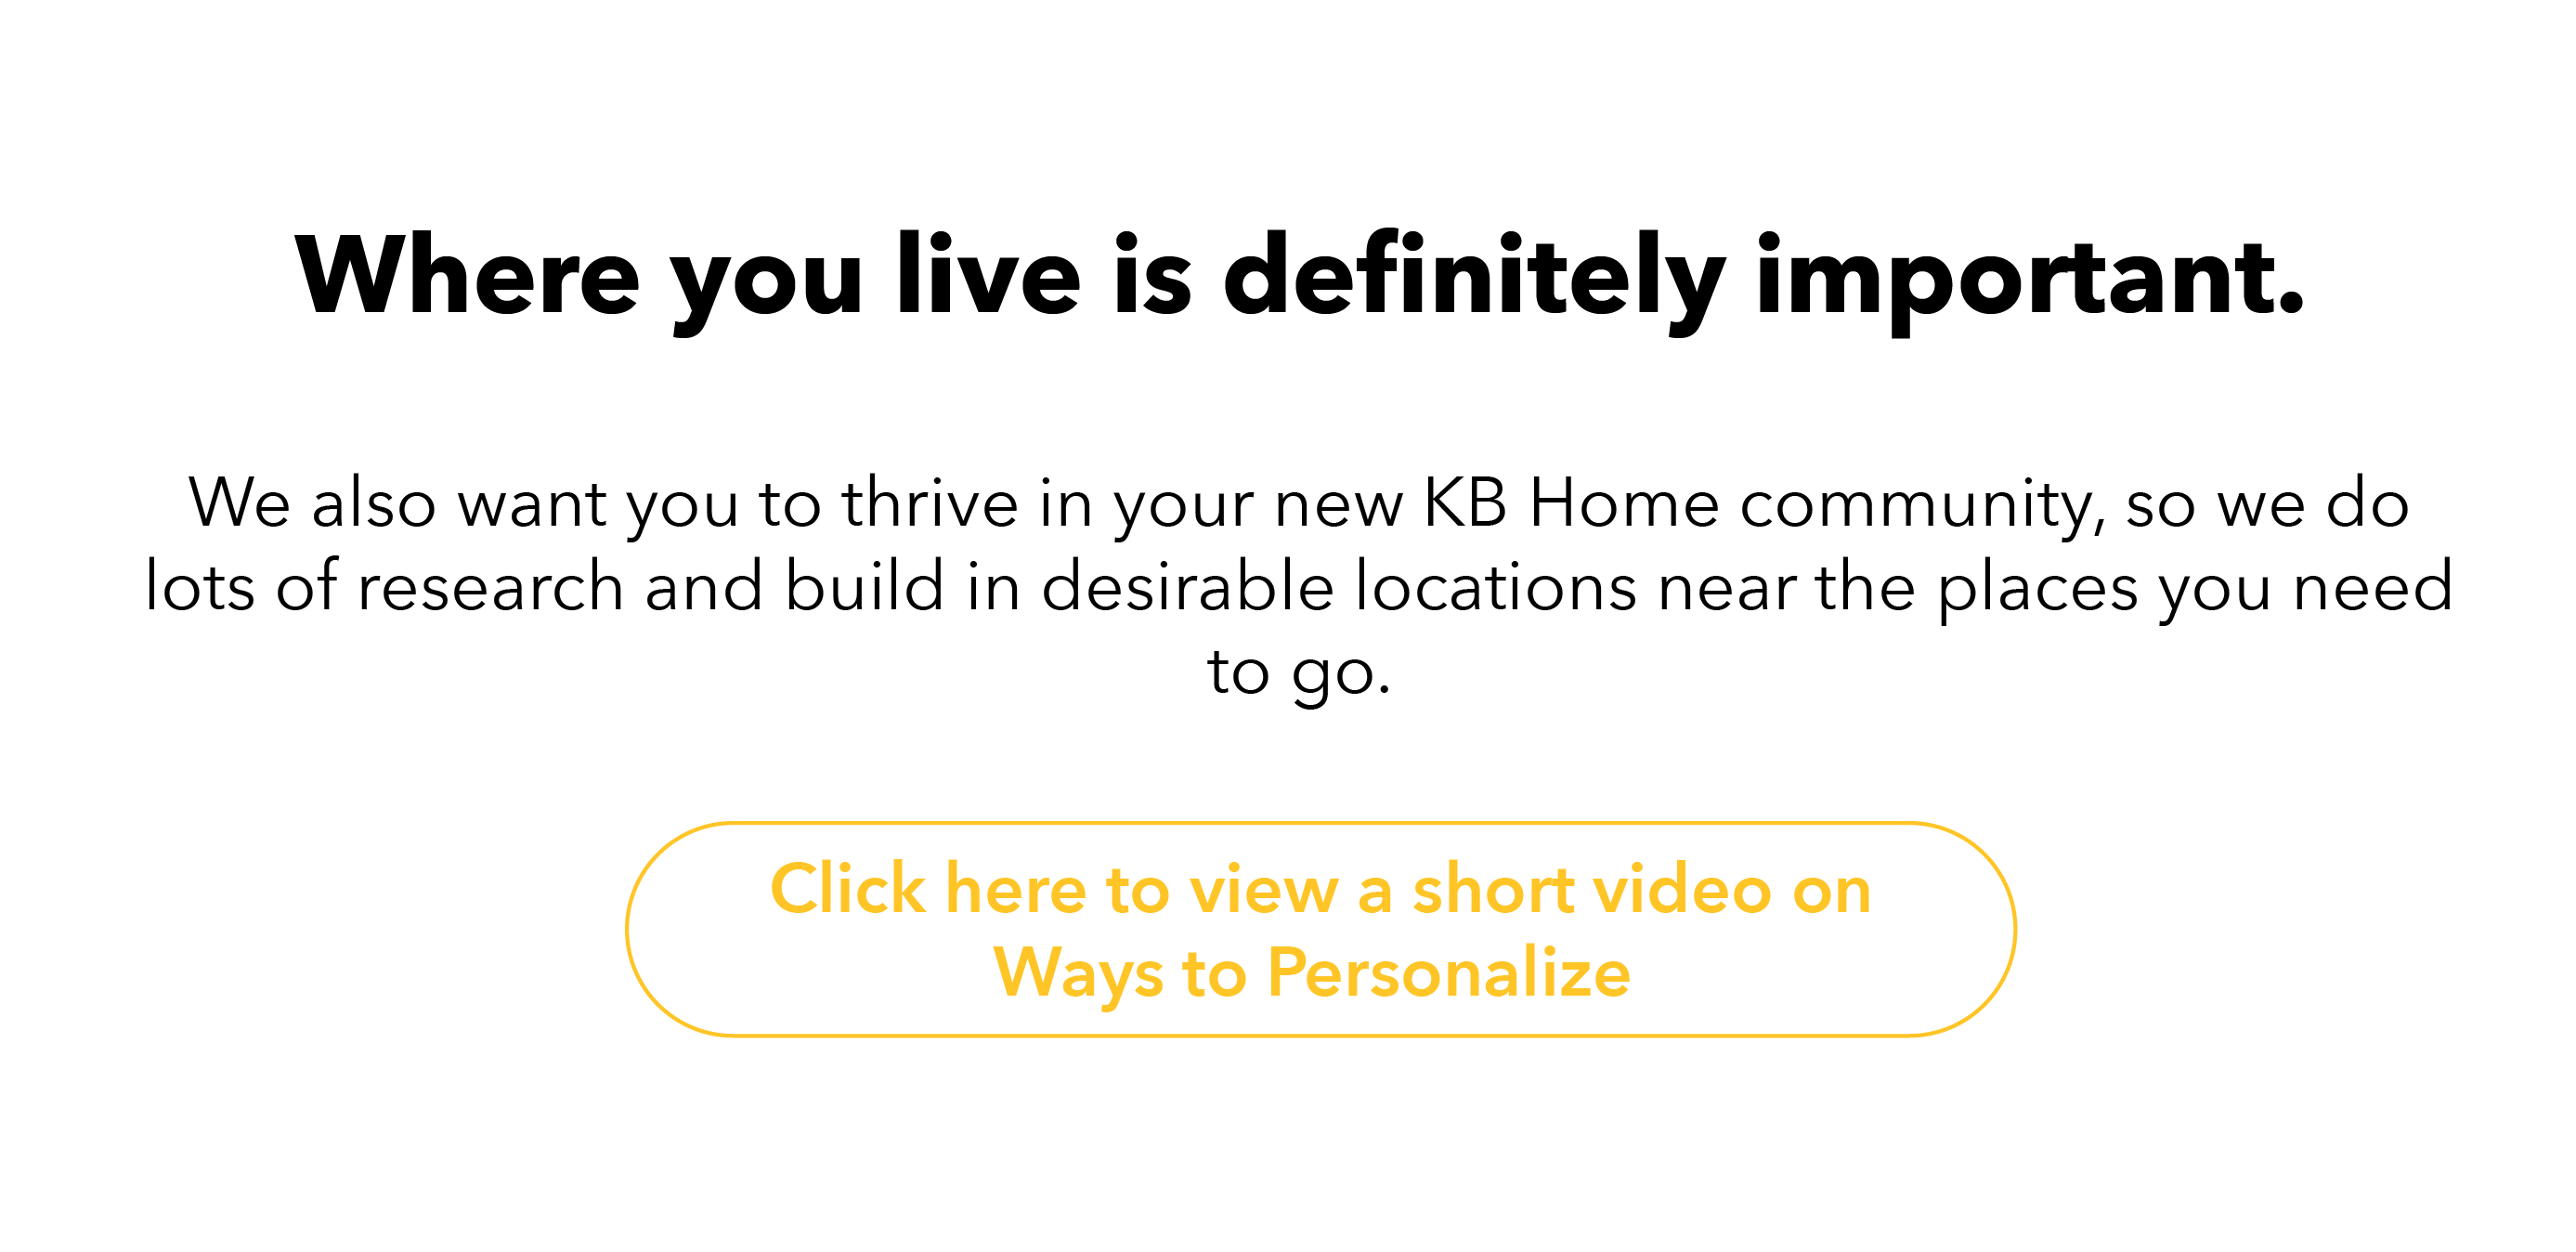 Where you live is definitely important.
We also want you to thrive in your new KB Home community, so we do
lots of research and build in desirable locations near the places you need
to go.
Click here to view a short video on
Ways to Personalize